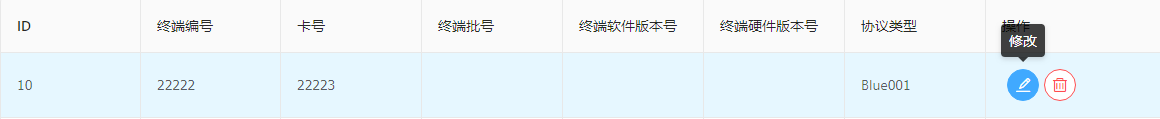 ID 终端编号 卡号 终端批号 终端软件版本号 终端硬件版本号 协议类型 操作
修改
10 22222 22223 Blue001